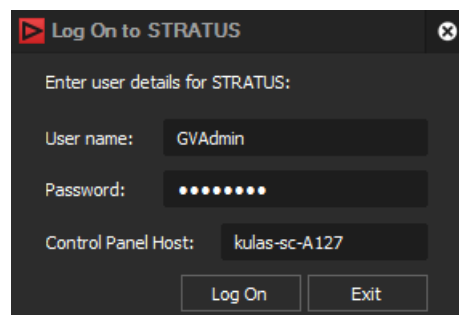 Log On to STRATUS
Enter user details for STRATUS:
User name: GVAdmin
Password: ●●●●●●●●
Control Panel Host: kulas-sc-A127
Log On Exit